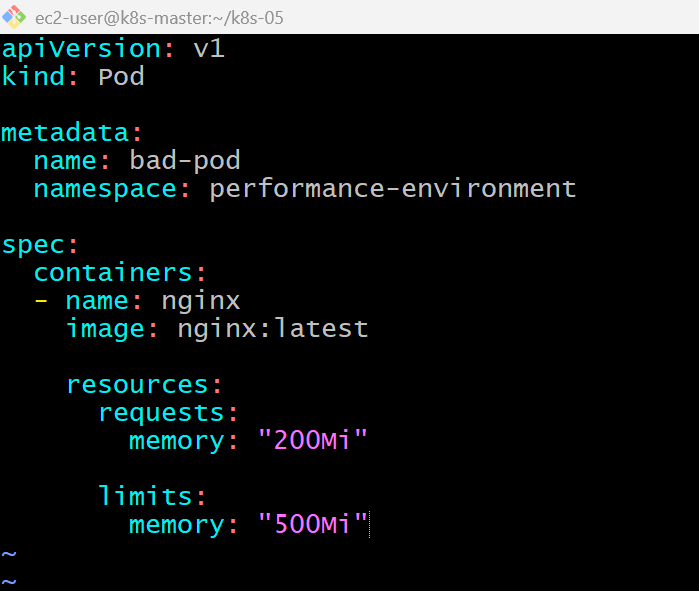 ec2-user@k8s-master:~/k8s-05
apiVersion: v1
kind: Pod
metadata:
  name: bad-pod
  namespace: performance-environment
spec:
  containers:
  - name: nginx
    image: nginx:latest
    resources:
      requests:
        memory: "200Mi"
      limits:
        memory: "500Mi"
~
~